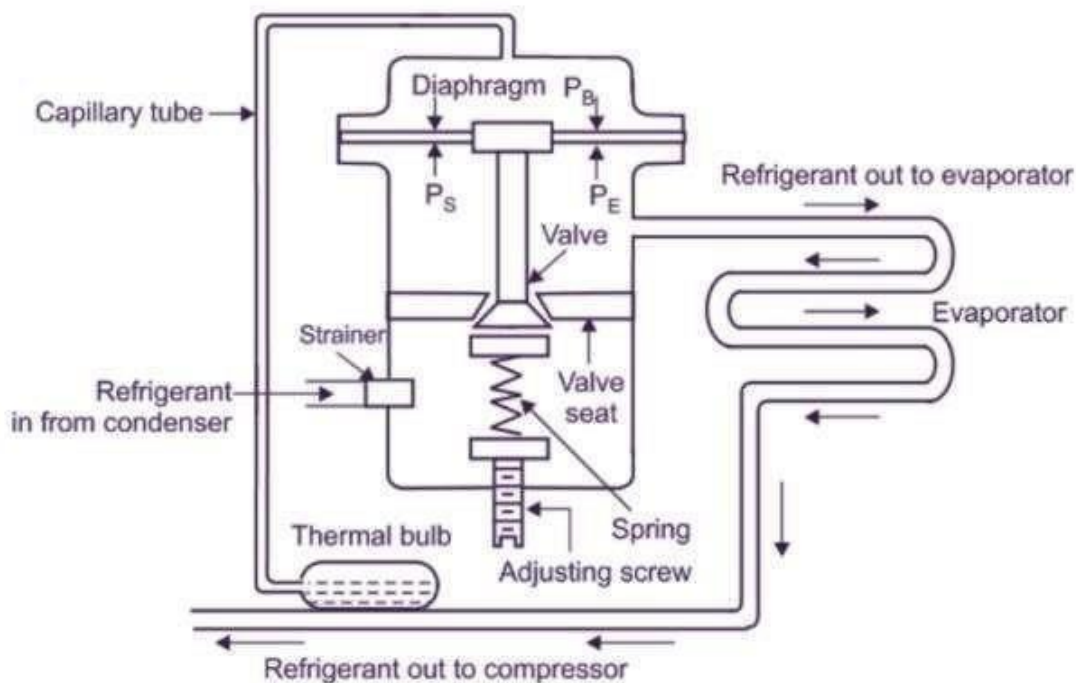 Diaphragm
P_B
Capillary tube
P_S
P_E
Refrigerant out to evaporator
Valve
Evaporator
Strainer
Refrigerant
in from condenser
Valve
seat
Thermal bulb
Spring
Adjusting screw
Refrigerant out to compressor